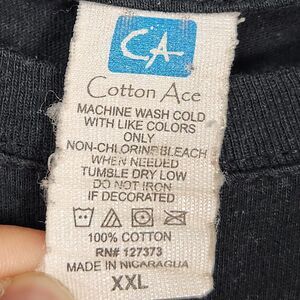 CA
Cotton Ace
MACHINE WASH COLD
WITH LIKE COLORS
ONLY
NON-CHLORINE BLEACH
WHEN NEEDED
TUMBLE DRY LOW
DO NOT IRON
IF DECORATED
100% COTTON
RN# 127373
MADE IN NICARAGUA
XXL